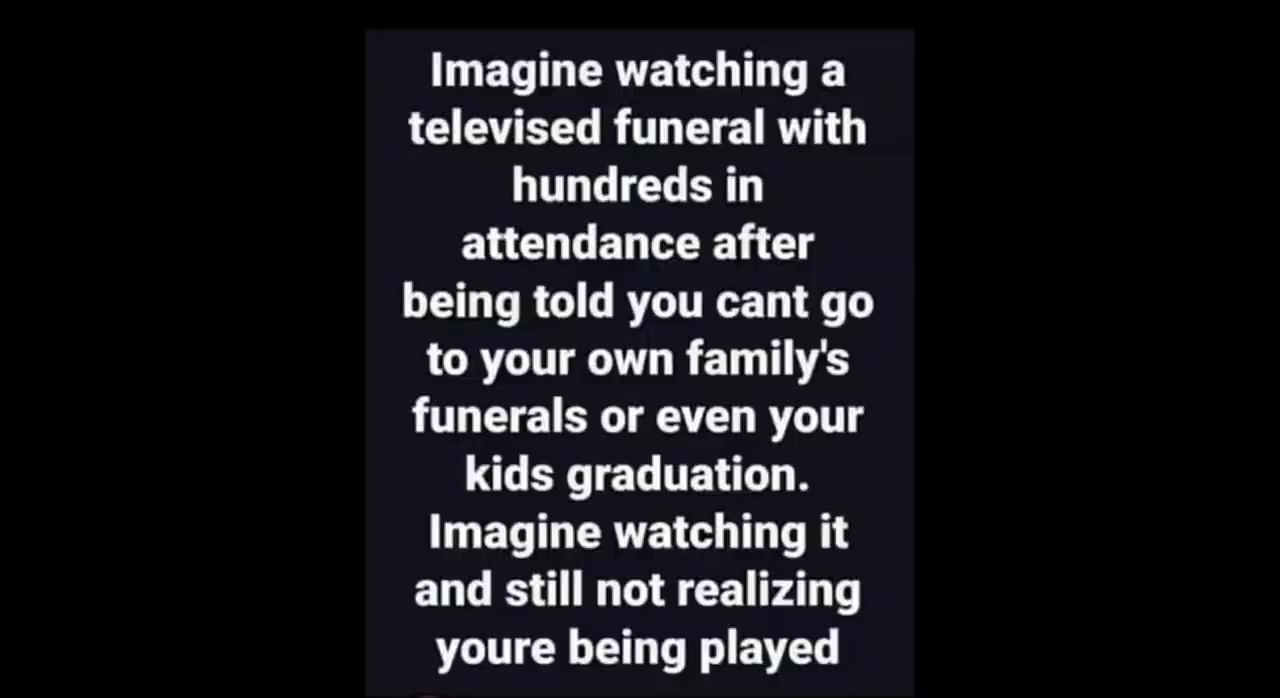 Imagine watching a
televised funeral with
hundreds in
attendance after
being told you cant go
to your own family's
funerals or even your
kids graduation.
Imagine watching it
and still not realizing
youre being played